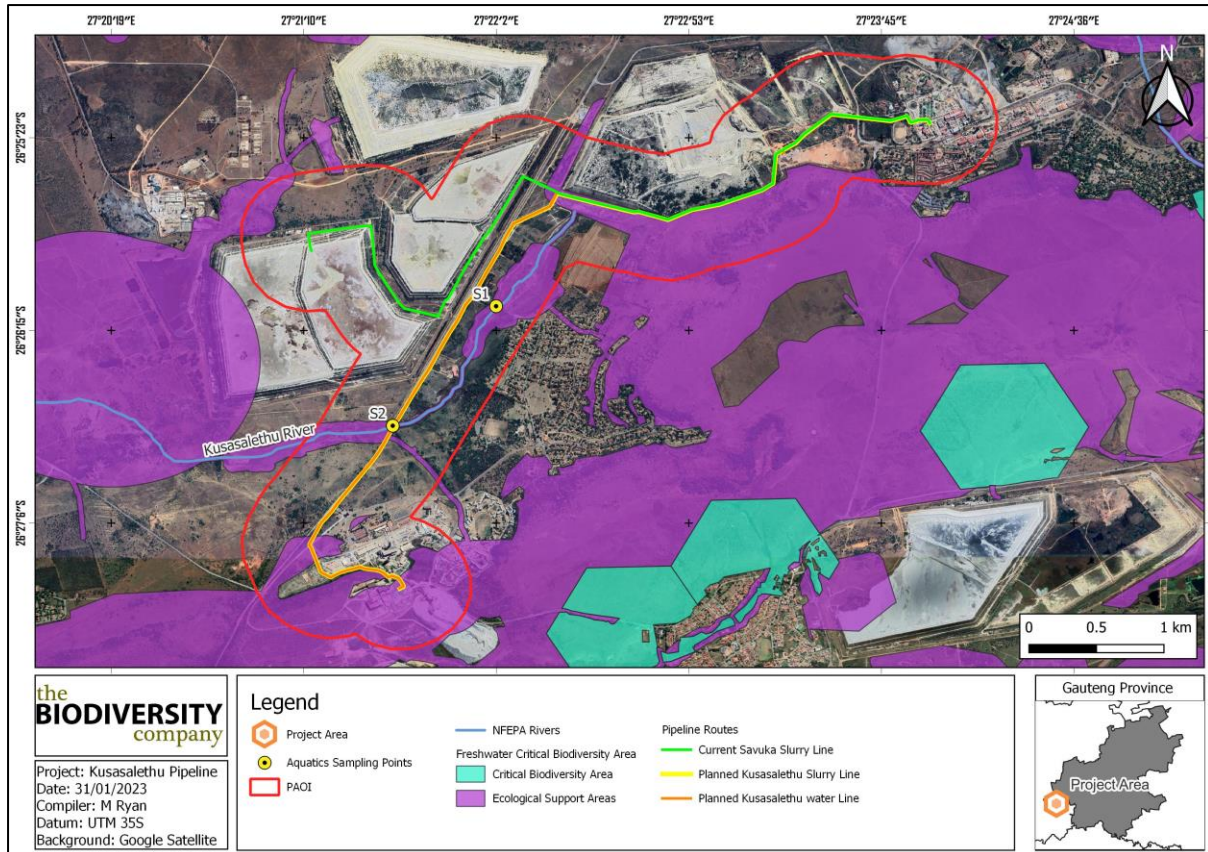 27°20'19"E 27°21'10"E 27°22'2"E 27°22'53"E 27°23'45"E 27°24'36"E
N
26°25'23"S
26°26'15"S
26°27'6"S
S1
S2
Kusasalethu River
0 0.5 1 km
the
BIODIVERSITY
company
Project: Kusasalethu Pipeline
Date: 31/01/2023
Compiler: M Ryan
Datum: UTM 35S
Background: Google Satellite
Legend
Project Area
Aquatics Sampling Points
PAOI
NFEPA Rivers
Freshwater Critical Biodiversity Area
Critical Biodiversity Area
Ecological Support Areas
Pipeline Routes
Current Savuka Slurry Line
Planned Kusasalethu Slurry Line
Planned Kusasalethu water Line
Gauteng Province
Project Area